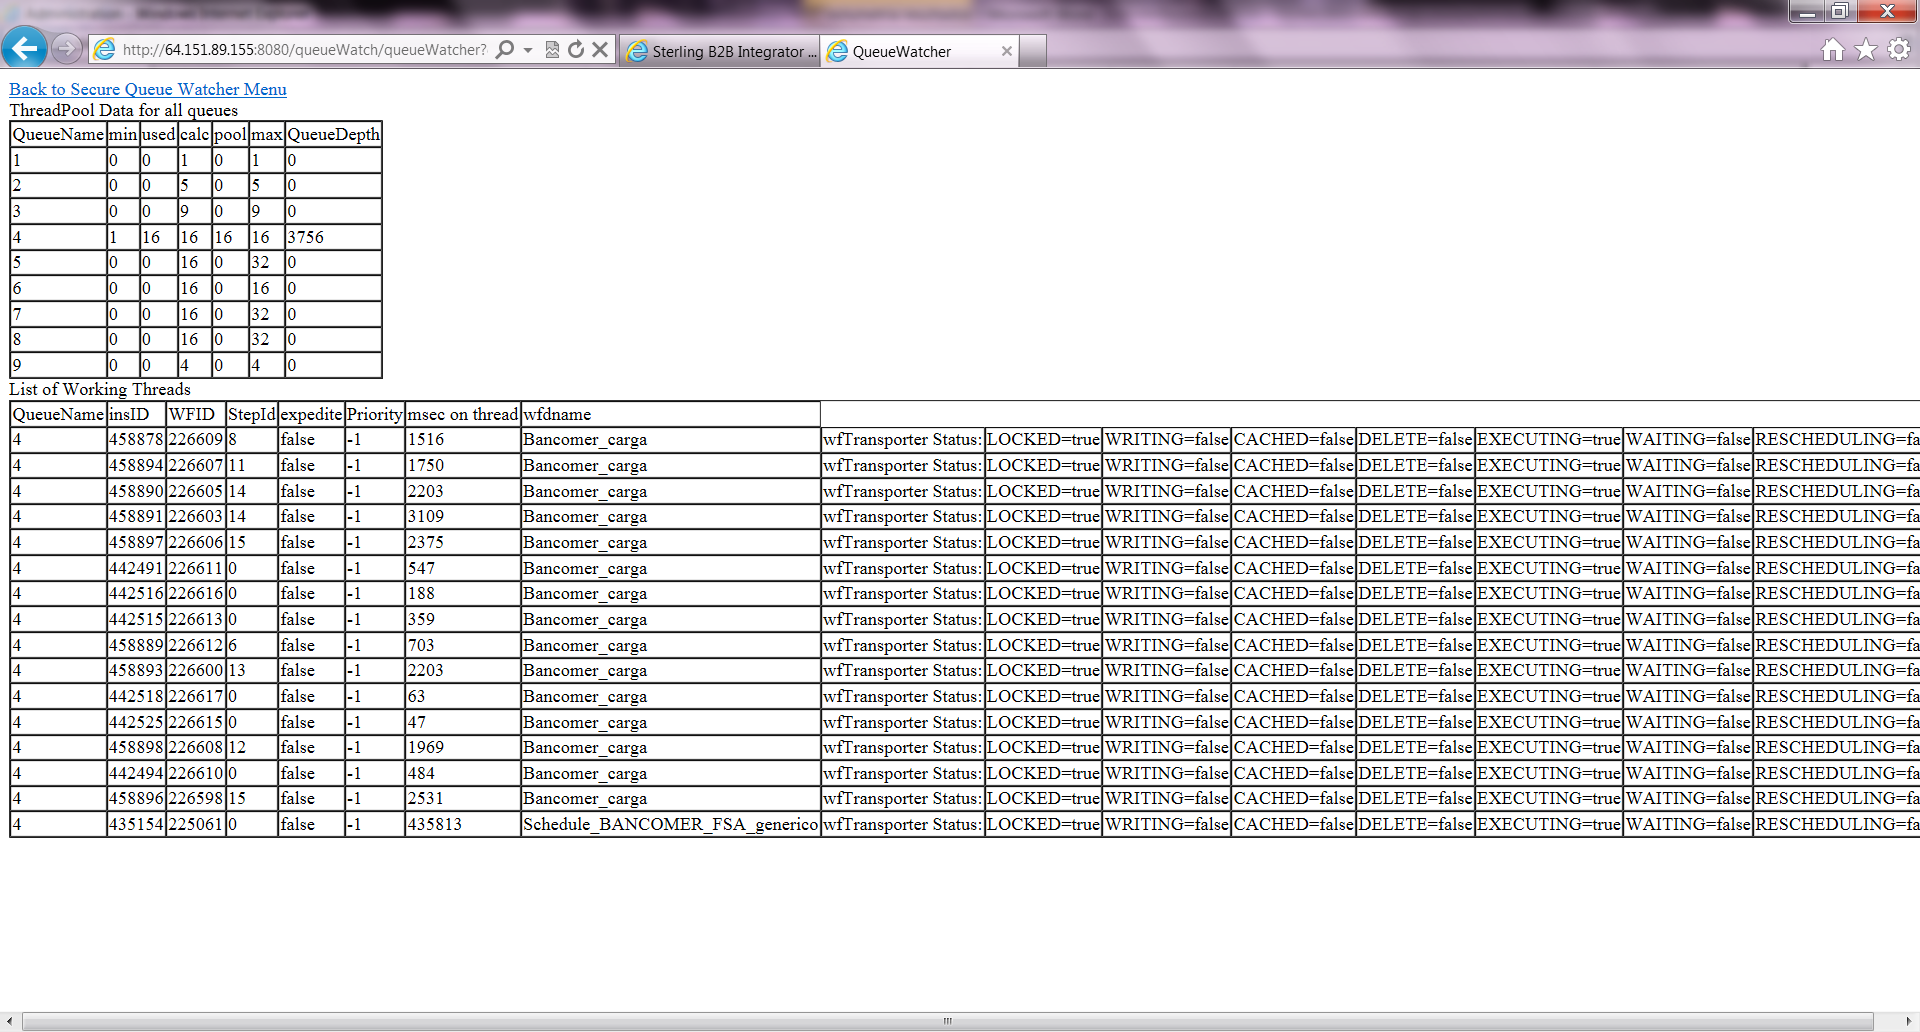 http://64.151.89.155:8080/queueWatch/queueWatcher?
Sterling B2B Integrator ...
QueueWatcher
Back to Secure Queue Watcher Menu
ThreadPool Data for all queues
QueueName min used calc pool max QueueDepth
1 0 0 1 0 1 0
2 0 0 5 0 5 0
3 0 0 9 0 9 0
4 1 16 16 16 16 3756
5 0 0 16 0 32 0
6 0 0 16 0 16 0
7 0 0 16 0 32 0
8 0 0 16 0 32 0
9 0 0 4 0 4 0
List of Working Threads
QueueName insID WFID StepId expedite Priority msec on thread wfdname
4 458878 226609 8 false -1 1516 Bancomer_carga wfTransporter Status: LOCKED=true WRITING=false CACHED=false DELETE=false EXECUTING=true WAITING=false RESCHEDULING=fa
4 458894 226607 11 false -1 1750 Bancomer_carga wfTransporter Status: LOCKED=true WRITING=false CACHED=false DELETE=false EXECUTING=true WAITING=false RESCHEDULING=fa
4 458890 226605 14 false -1 2203 Bancomer_carga wfTransporter Status: LOCKED=true WRITING=false CACHED=false DELETE=false EXECUTING=true WAITING=false RESCHEDULING=fa
4 458891 226603 14 false -1 3109 Bancomer_carga wfTransporter Status: LOCKED=true WRITING=false CACHED=false DELETE=false EXECUTING=true WAITING=false RESCHEDULING=fa
4 458897 226606 15 false -1 2375 Bancomer_carga wfTransporter Status: LOCKED=true WRITING=false CACHED=false DELETE=false EXECUTING=true WAITING=false RESCHEDULING=fa
4 442491 226611 0 false -1 547 Bancomer_carga wfTransporter Status: LOCKED=true WRITING=false CACHED=false DELETE=false EXECUTING=true WAITING=false RESCHEDULING=fa
4 442516 226616 0 false -1 188 Bancomer_carga wfTransporter Status: LOCKED=true WRITING=false CACHED=false DELETE=false EXECUTING=true WAITING=false RESCHEDULING=fa
4 442515 226613 0 false -1 359 Bancomer_carga wfTransporter Status: LOCKED=true WRITING=false CACHED=false DELETE=false EXECUTING=true WAITING=false RESCHEDULING=fa
4 458889 226612 6 false -1 703 Bancomer_carga wfTransporter Status: LOCKED=true WRITING=false CACHED=false DELETE=false EXECUTING=true WAITING=false RESCHEDULING=fa
4 458893 226600 13 false -1 2203 Bancomer_carga wfTransporter Status: LOCKED=true WRITING=false CACHED=false DELETE=false EXECUTING=true WAITING=false RESCHEDULING=fa
4 442518 226617 0 false -1 63 Bancomer_carga wfTransporter Status: LOCKED=true WRITING=false CACHED=false DELETE=false EXECUTING=true WAITING=false RESCHEDULING=fa
4 442525 226615 0 false -1 47 Bancomer_carga wfTransporter Status: LOCKED=true WRITING=false CACHED=false DELETE=false EXECUTING=true WAITING=false RESCHEDULING=fa
4 458898 226608 12 false -1 1969 Bancomer_carga wfTransporter Status: LOCKED=true WRITING=false CACHED=false DELETE=false EXECUTING=true WAITING=false RESCHEDULING=fa
4 442494 226610 0 false -1 484 Bancomer_carga wfTransporter Status: LOCKED=true WRITING=false CACHED=false DELETE=false EXECUTING=true WAITING=false RESCHEDULING=fa
4 458896 226598 15 false -1 2531 Bancomer_carga wfTransporter Status: LOCKED=true WRITING=false CACHED=false DELETE=false EXECUTING=true WAITING=false RESCHEDULING=fa
4 435154 225061 0 false -1 435813 Schedule_BANCOMER_FSA_generico wfTransporter Status: LOCKED=true WRITING=false CACHED=false DELETE=false EXECUTING=true WAITING=false RESCHEDULING=fa